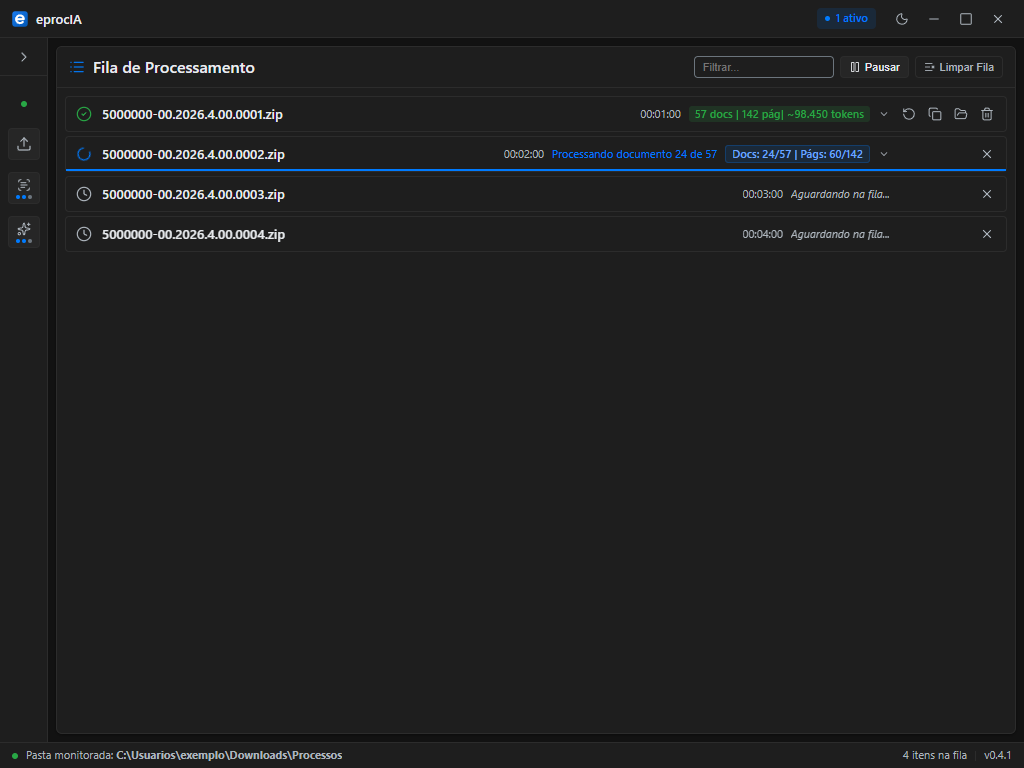 eprocIA
1 ativo
Fila de Processamento
Filtrar...
Pausar
Limpar Fila
5000000-00.2026.4.00.0001.zip 00:01:00 57 docs | 142 pág| ~98.450 tokens
5000000-00.2026.4.00.0002.zip 00:02:00 Processando documento 24 de 57 Docs: 24/57 | Págs: 60/142
5000000-00.2026.4.00.0003.zip 00:03:00 Aguardando na fila...
5000000-00.2026.4.00.0004.zip 00:04:00 Aguardando na fila...
Pasta monitorada: C:\Usuarios\exemplo\Downloads\Processos
4 itens na fila
v0.4.1